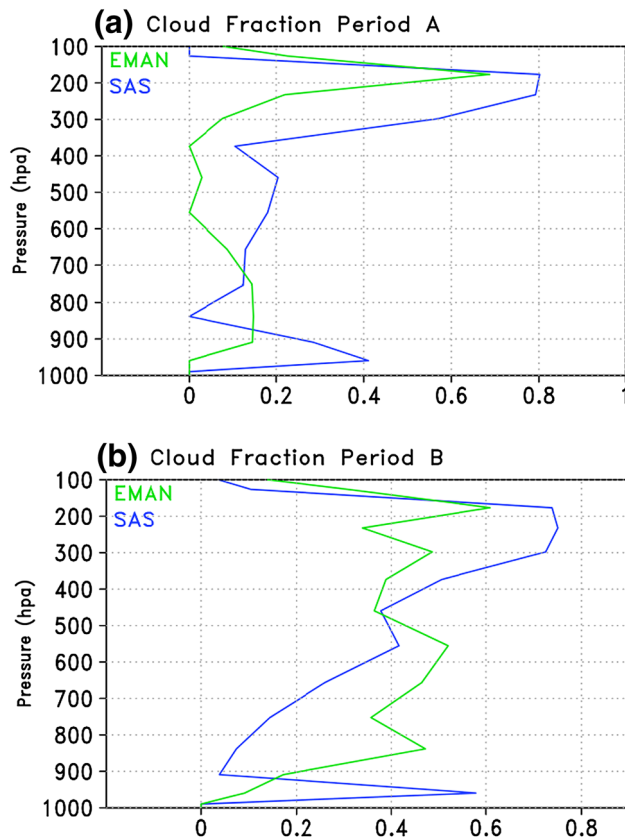 (a) Cloud Fraction Period A
EMAN
SAS
Pressure (hpa)
100
200
300
400
500
600
700
800
900
1000
0 0.2 0.4 0.6 0.8 1
(b) Cloud Fraction Period B
EMAN
SAS
Pressure (hpa)
100
200
300
400
500
600
700
800
900
1000
0 0.2 0.4 0.6 0.8